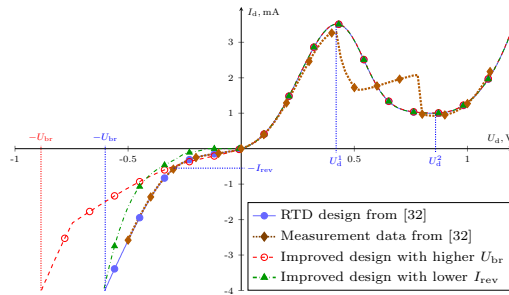 I_d, mA
3
2
1
−U_br
−U_br
U_d, V
-1
-0.5
0
0.5
1
U_d^1
U_d^2
−I_rev
-1
-2
-3
-4
RTD design from [32]
Measurement data from [32]
Improved design with higher U_br
Improved design with lower I_rev